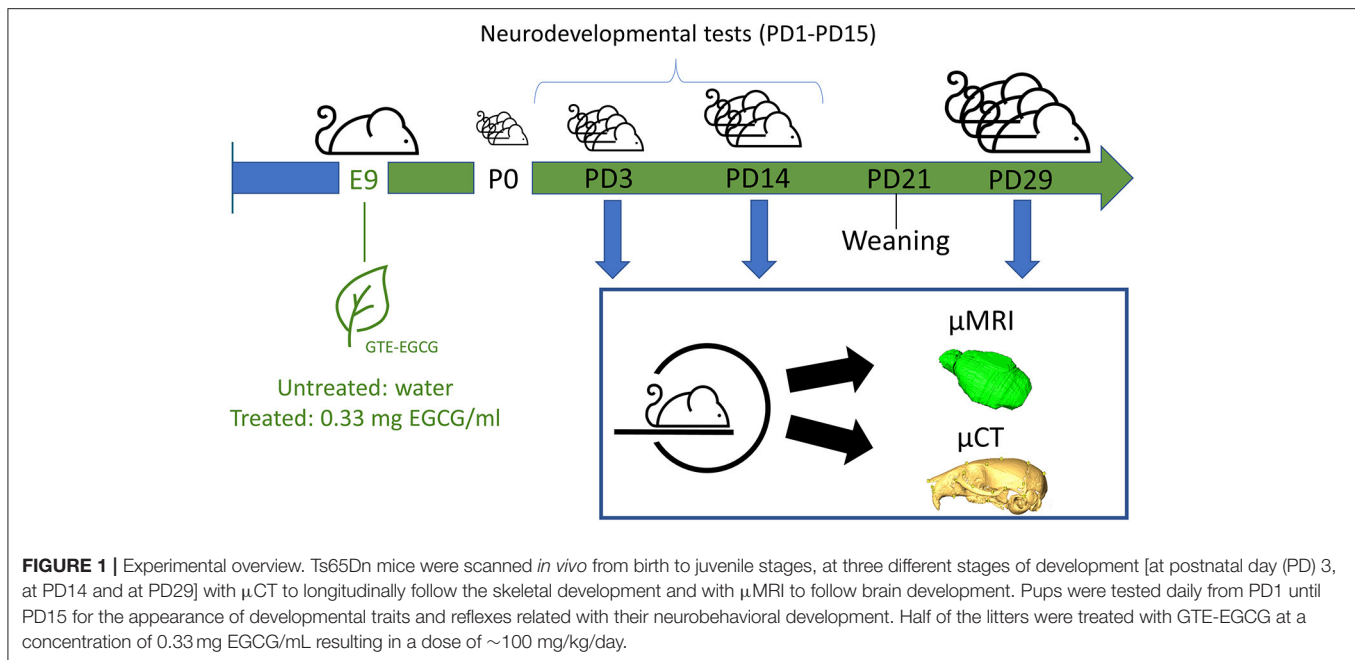 Neurodevelopmental tests (PD1-PD15)
E9
P0
PD3
PD14
PD21
PD29
Weaning
GTE-EGCG
Untreated: water
Treated: 0.33 mg EGCG/ml
μMRI
μCT
FIGURE 1 | Experimental overview. Ts65Dn mice were scanned in vivo from birth to juvenile stages, at three different stages of development [at postnatal day (PD) 3,
at PD14 and at PD29] with μCT to longitudinally follow the skeletal development and with μMRI to follow brain development. Pups were tested daily from PD1 until
PD15 for the appearance of developmental traits and reflexes related with their neurobehavioral development. Half of the litters were treated with GTE-EGCG at a
concentration of 0.33 mg EGCG/mL resulting in a dose of ~100 mg/kg/day.